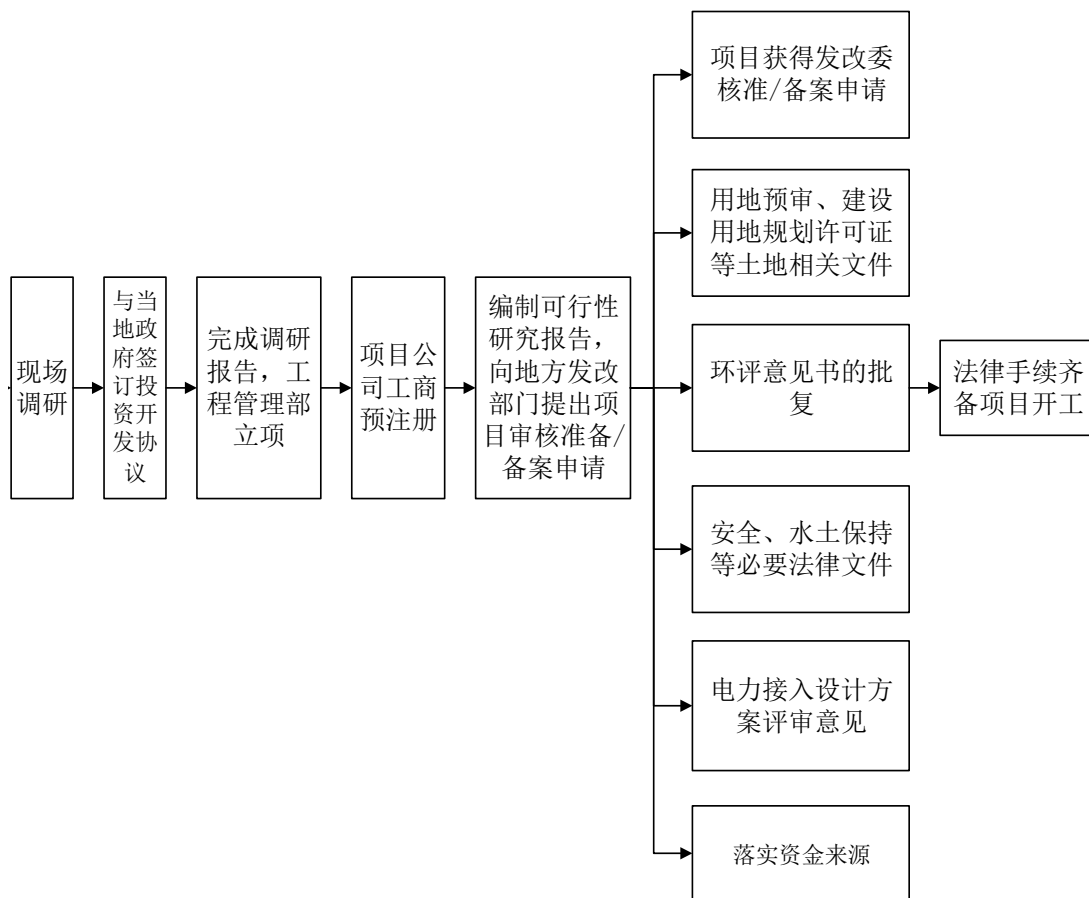 现场
调研
与当
地政
府签
订投
资开
发协
议
完成调研
报告，工
程管理部
立项
项目公
司工商
预注册
编制可行性
研究报告，
向地方发改
部门提出项
目审核准备/
备案申请
项目获得发改委
核准/备案申请
用地预审、建设
用地规划许可证
等土地相关文件
环评意见书的批
复
安全、水土保持
等必要法律文件
电力接入设计方
案评审意见
落实资金来源
法律手续齐
备项目开工